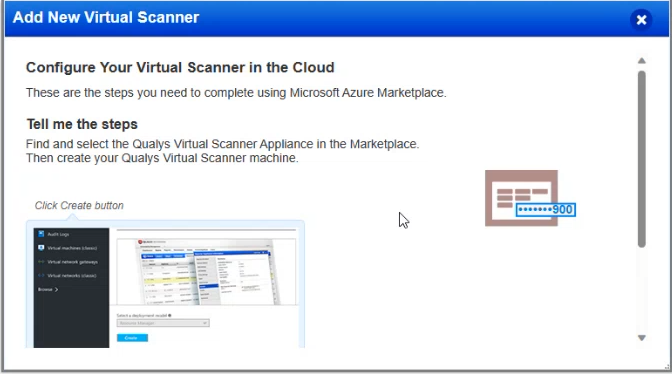 Add New Virtual Scanner
Configure Your Virtual Scanner in the Cloud
These are the steps you need to complete using Microsoft Azure Marketplace.
Tell me the steps
Find and select the Qualys Virtual Scanner Appliance in the Marketplace.
Then create your Qualys Virtual Scanner machine.
•••••••900
Click Create button
Audit Logs
Virtual machines (classic)
Virtual network gateways
Virtual networks (classic)
Browse >
Select a deployment model
Resource Manager
Create